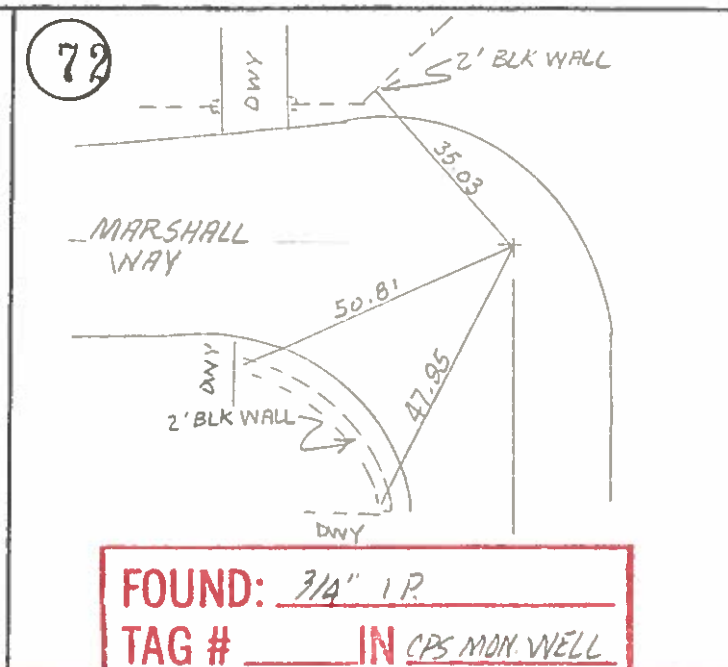 72
DWY
2' BLK WALL
35.03
MARSHALL
WAY
50.81
47.95
DWY
2' BLK WALL
DWY
FOUND: 3/4" I.P.
TAG # IN CPS MON. WELL